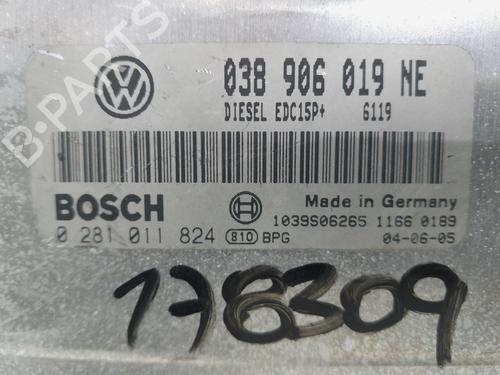 038 906 019 NE
DIESEL EDC15P+ 6119
BOSCH
Made in Germany
1039S06265 1166 0189
0 281 011 824 810 BPG 04-06-05
178309
B-PARTS